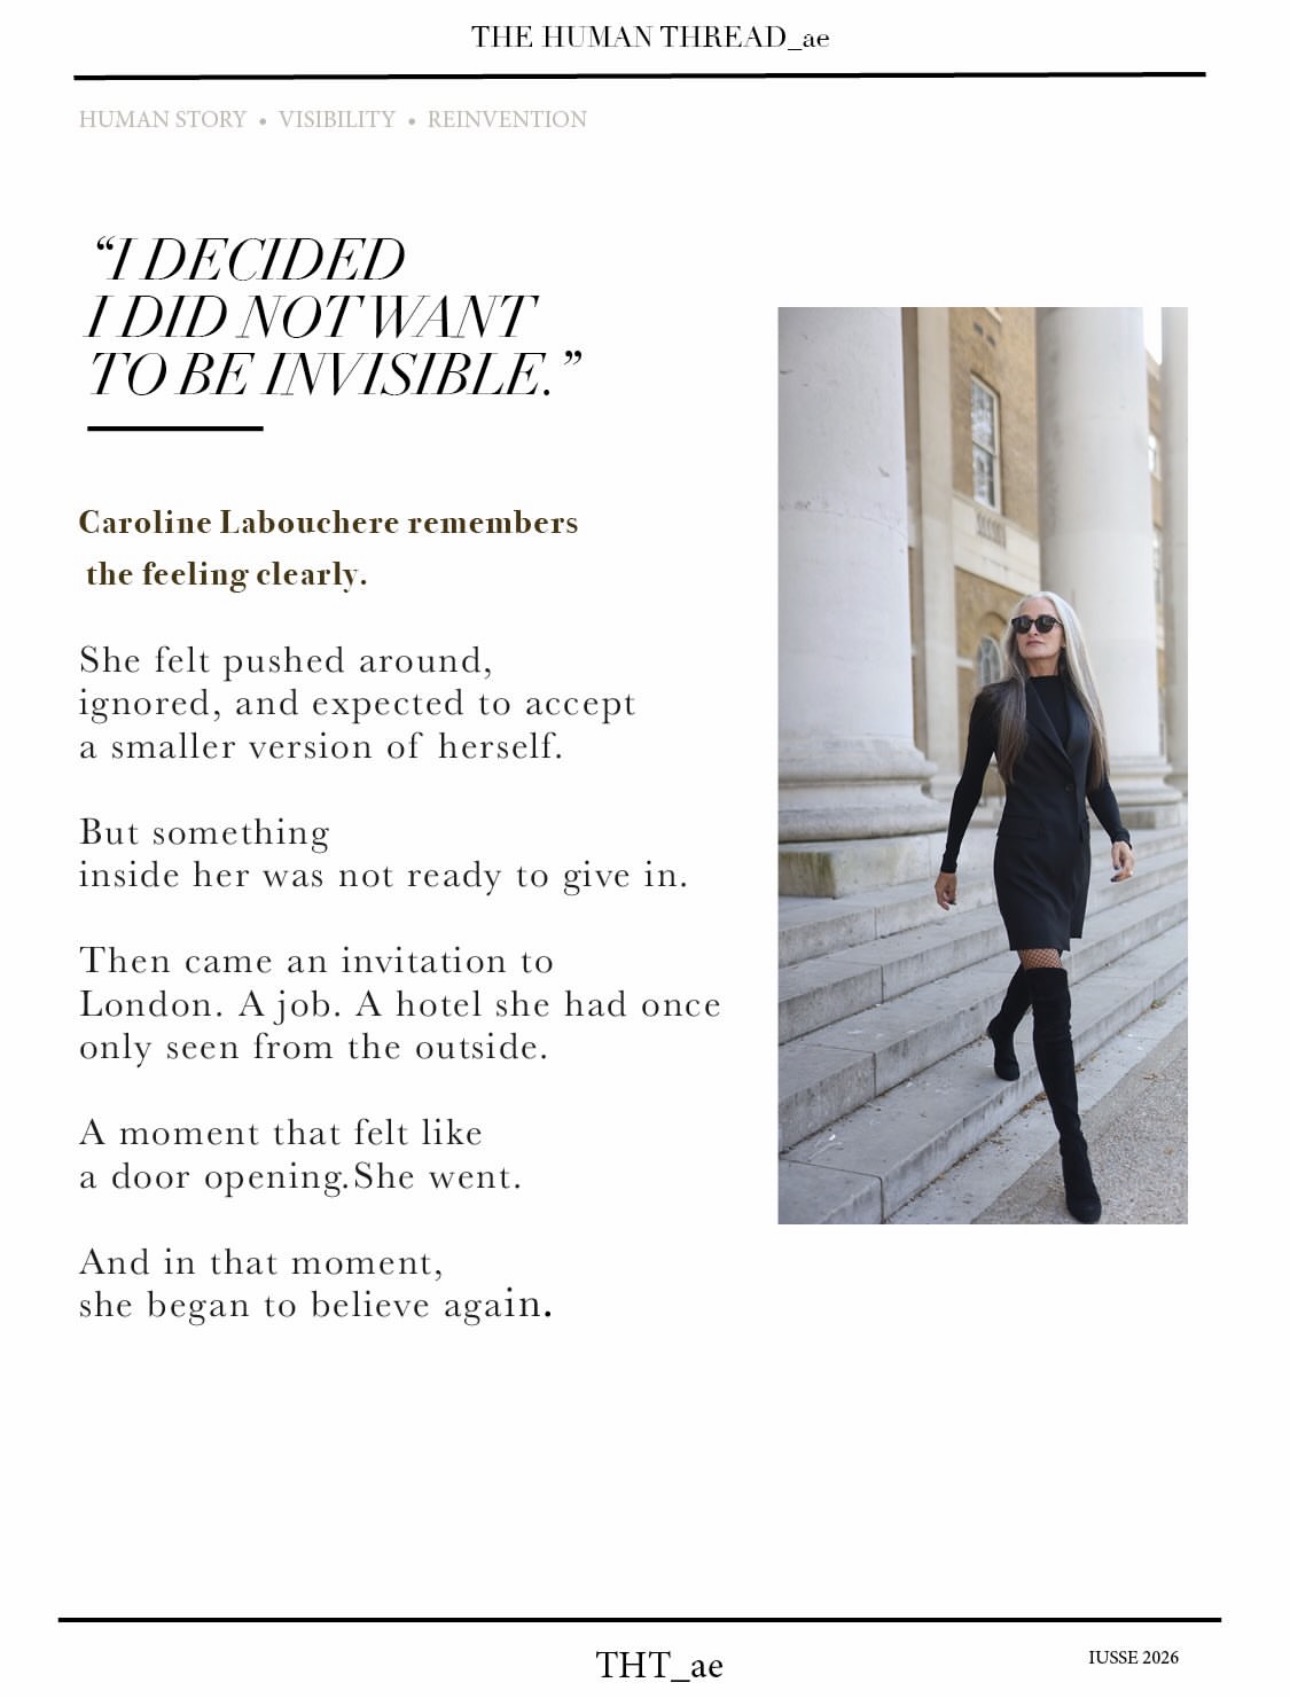 THE HUMAN THREAD_ae
HUMAN STORY • VISIBILITY • REINVENTION
“I DECIDED
I DID NOT WANT
TO BE INVISIBLE.”
Caroline Labouchere remembers
the feeling clearly.
She felt pushed around,
ignored, and expected to accept
a smaller version of herself.
But something
inside her was not ready to give in.
Then came an invitation to
London. A job. A hotel she had once
only seen from the outside.
A moment that felt like
a door opening.She went.
And in that moment,
she began to believe again.
THT_ae
IUSSE 2026